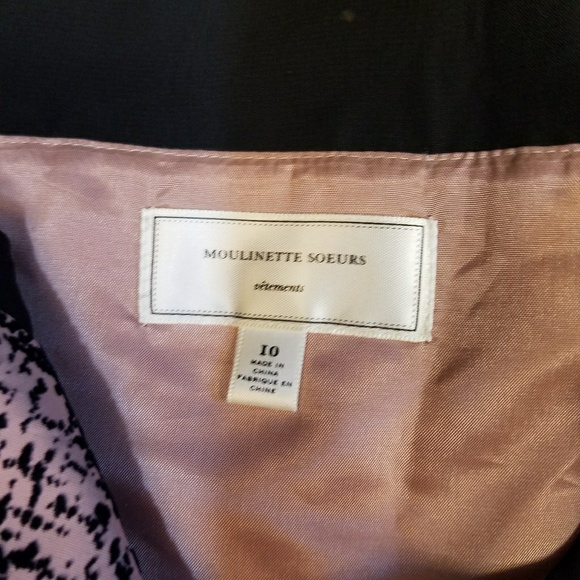 MOULINETTE SOEURS
vêtements
10
MADE IN
CHINA
FABRIQUE EN
CHINE